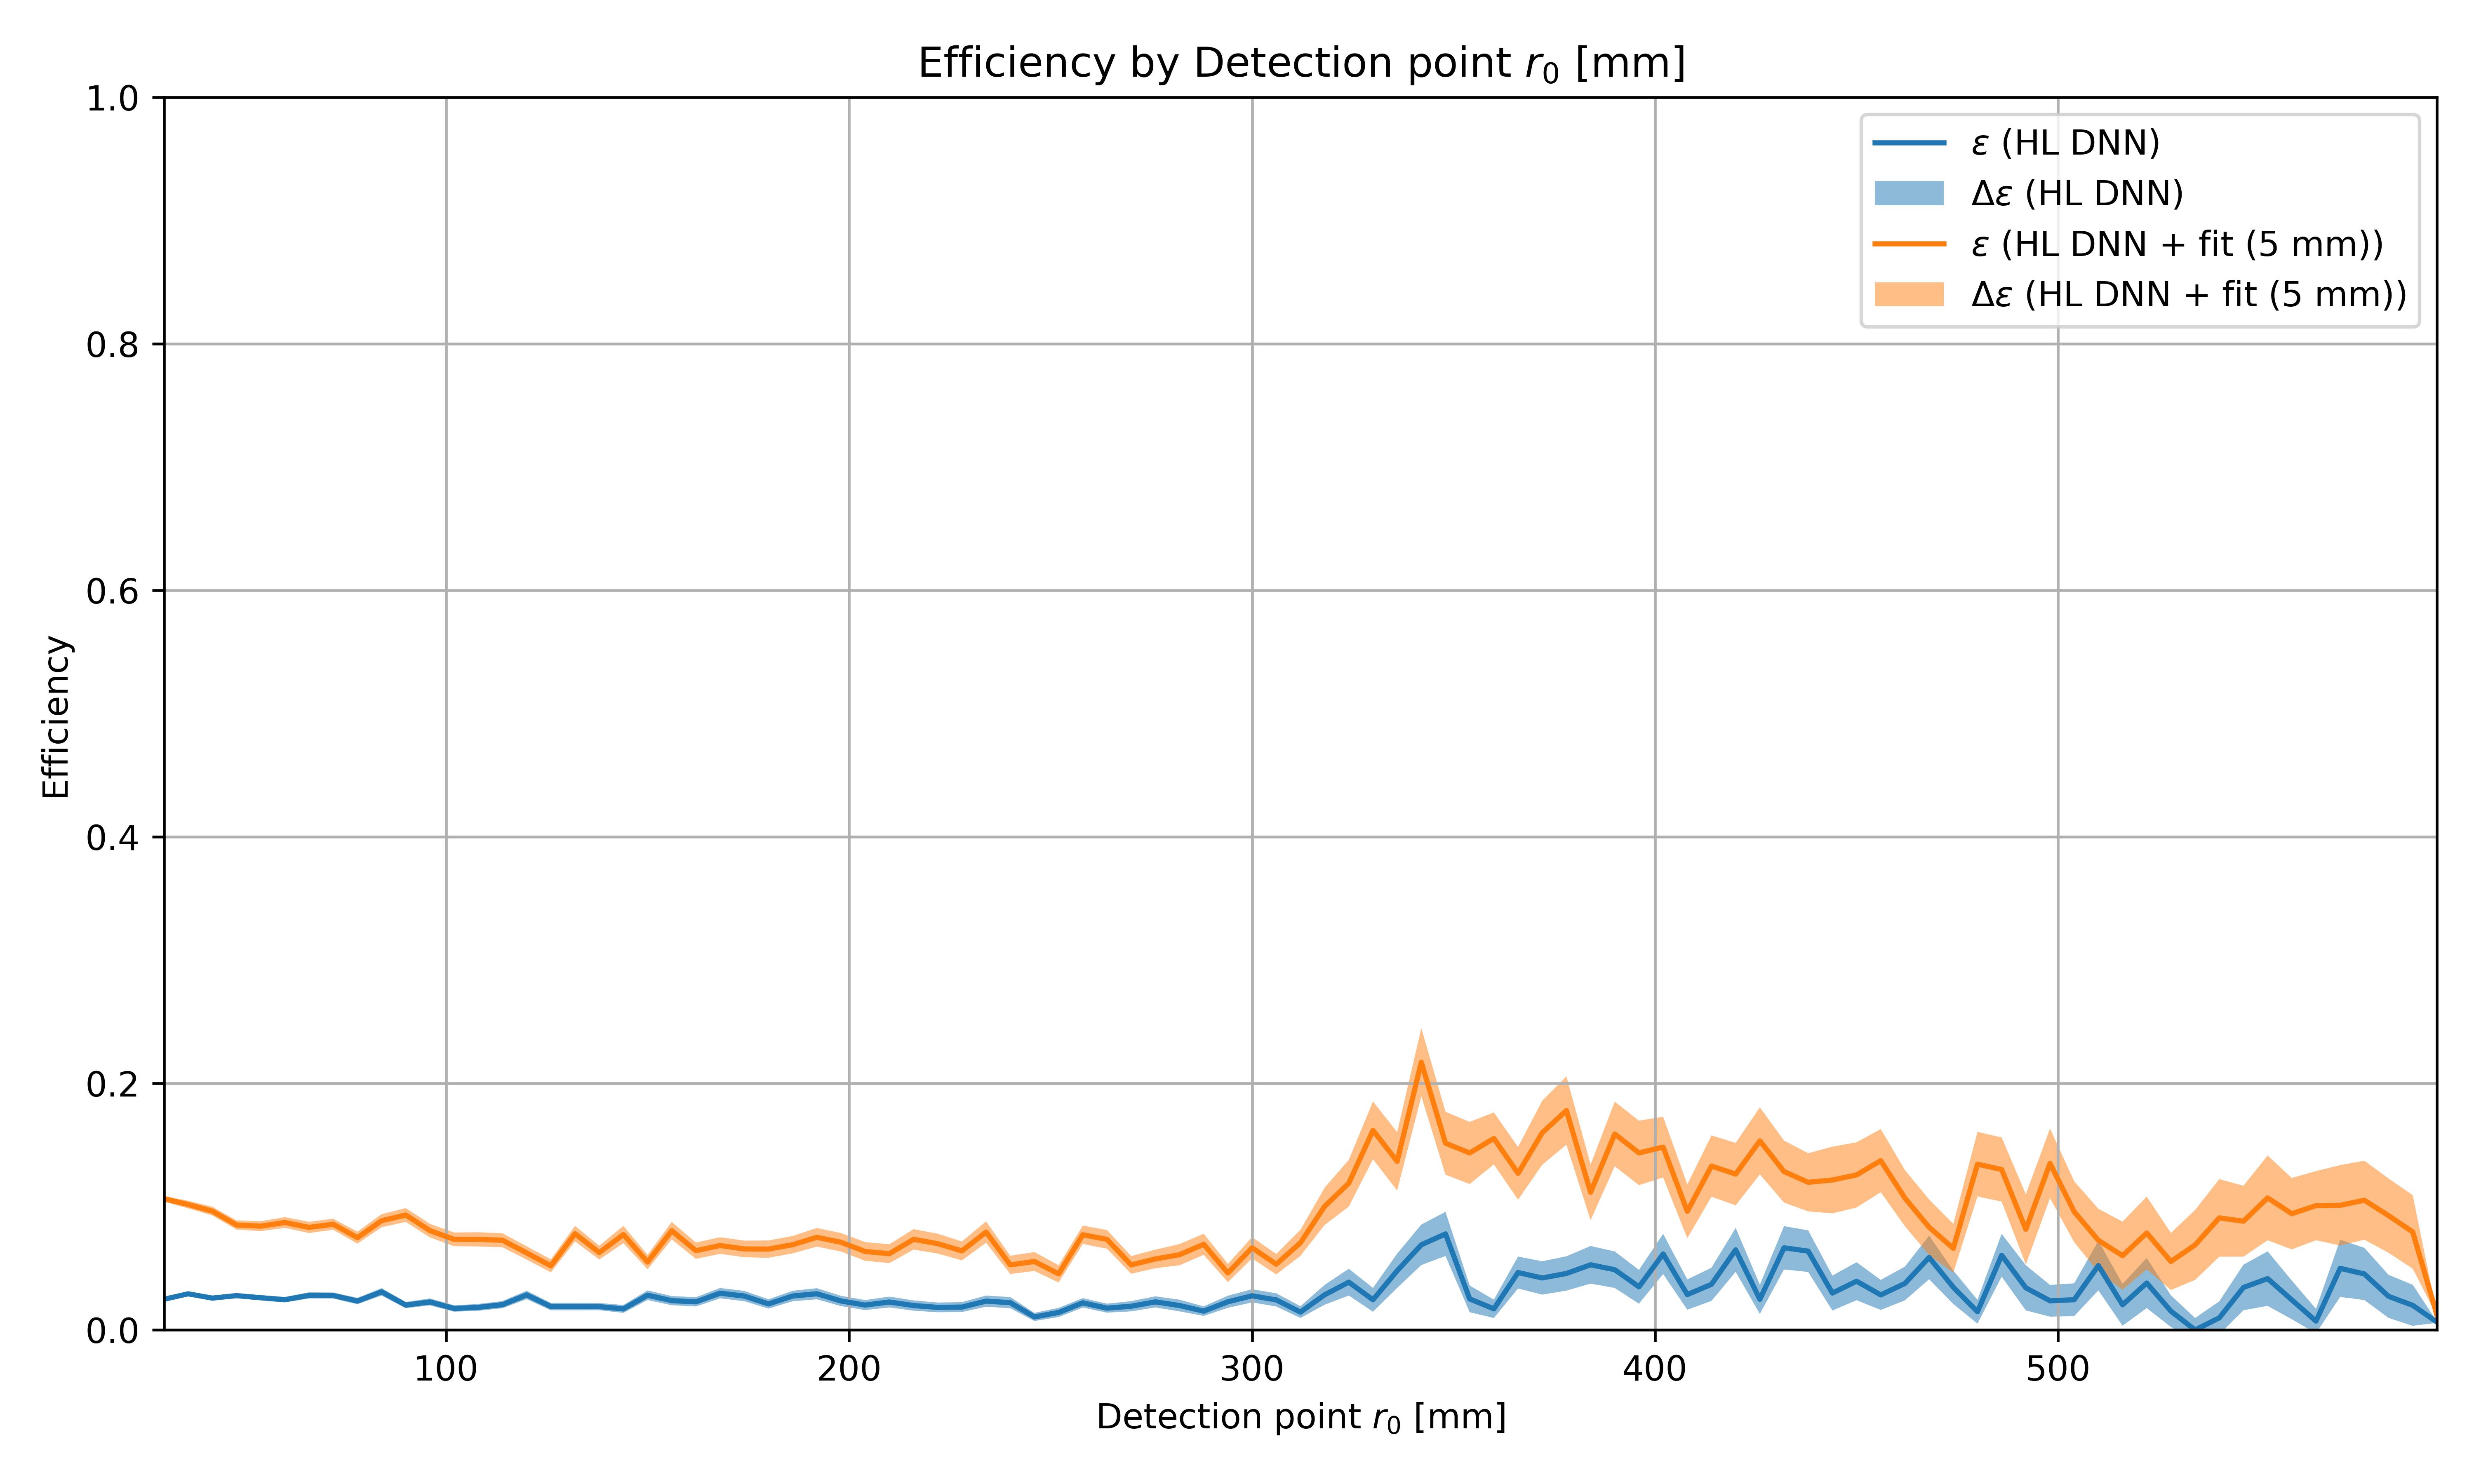 Efficiency by Detection point r₀ [mm]
1.0
0.8
0.6
0.4
0.2
0.0
Efficiency
ε (HL DNN)
Δε (HL DNN)
ε (HL DNN + fit (5 mm))
Δε (HL DNN + fit (5 mm))
100 200 300 400 500
Detection point r₀ [mm]